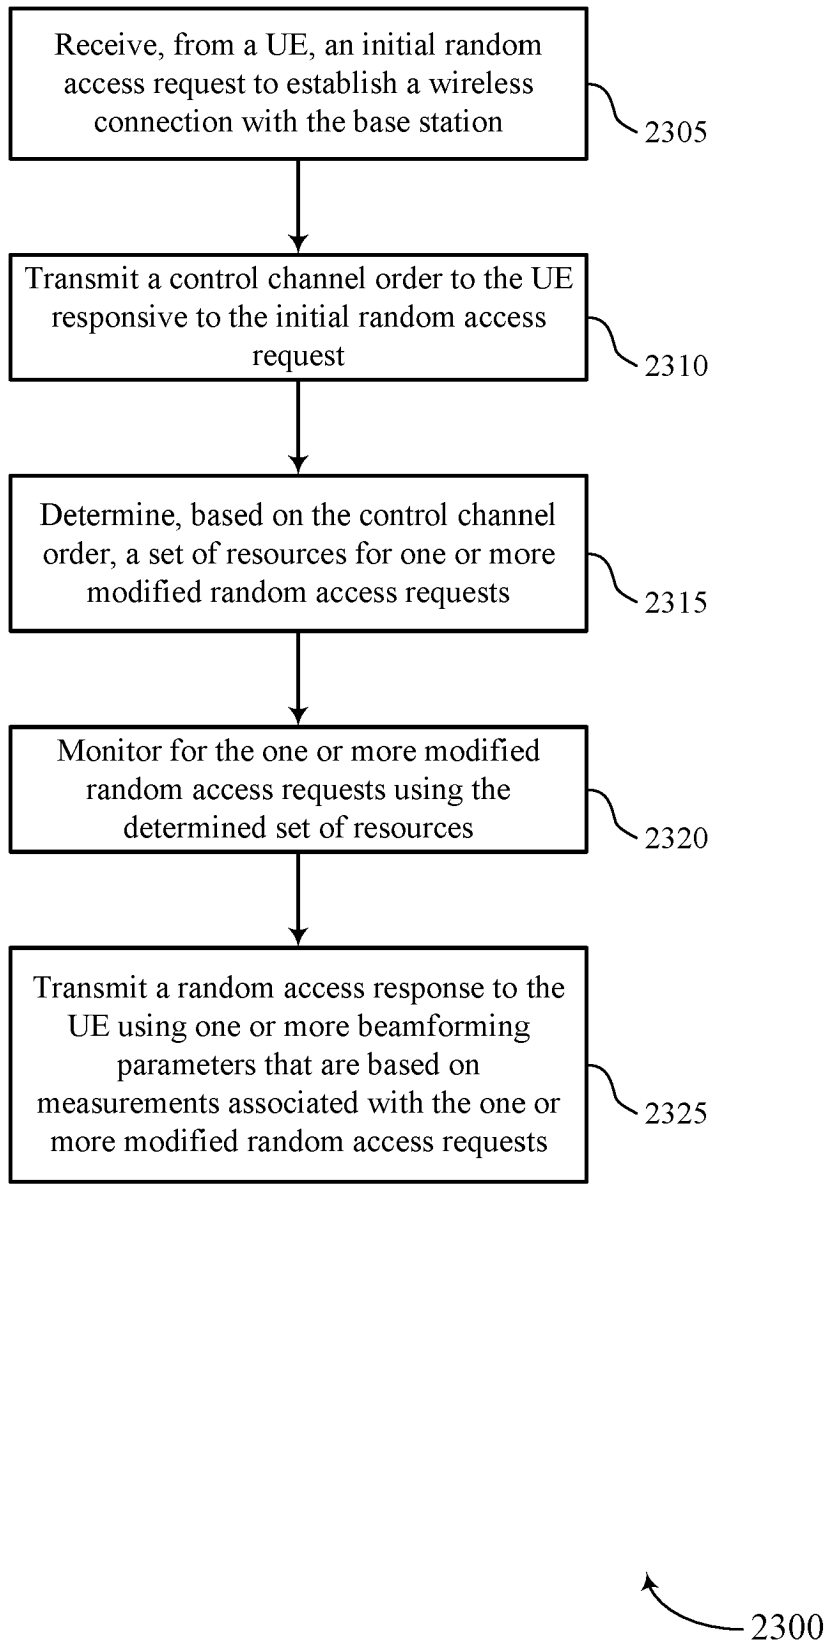 Receive, from a UE, an initial random
access request to establish a wireless
connection with the base station
2305
Transmit a control channel order to the UE
responsive to the initial random access
request
2310
Determine, based on the control channel
order, a set of resources for one or more
modified random access requests
2315
Monitor for the one or more modified
random access requests using the
determined set of resources
2320
Transmit a random access response to the
UE using one or more beamforming
parameters that are based on
measurements associated with the one or
more modified random access requests
2325
2300